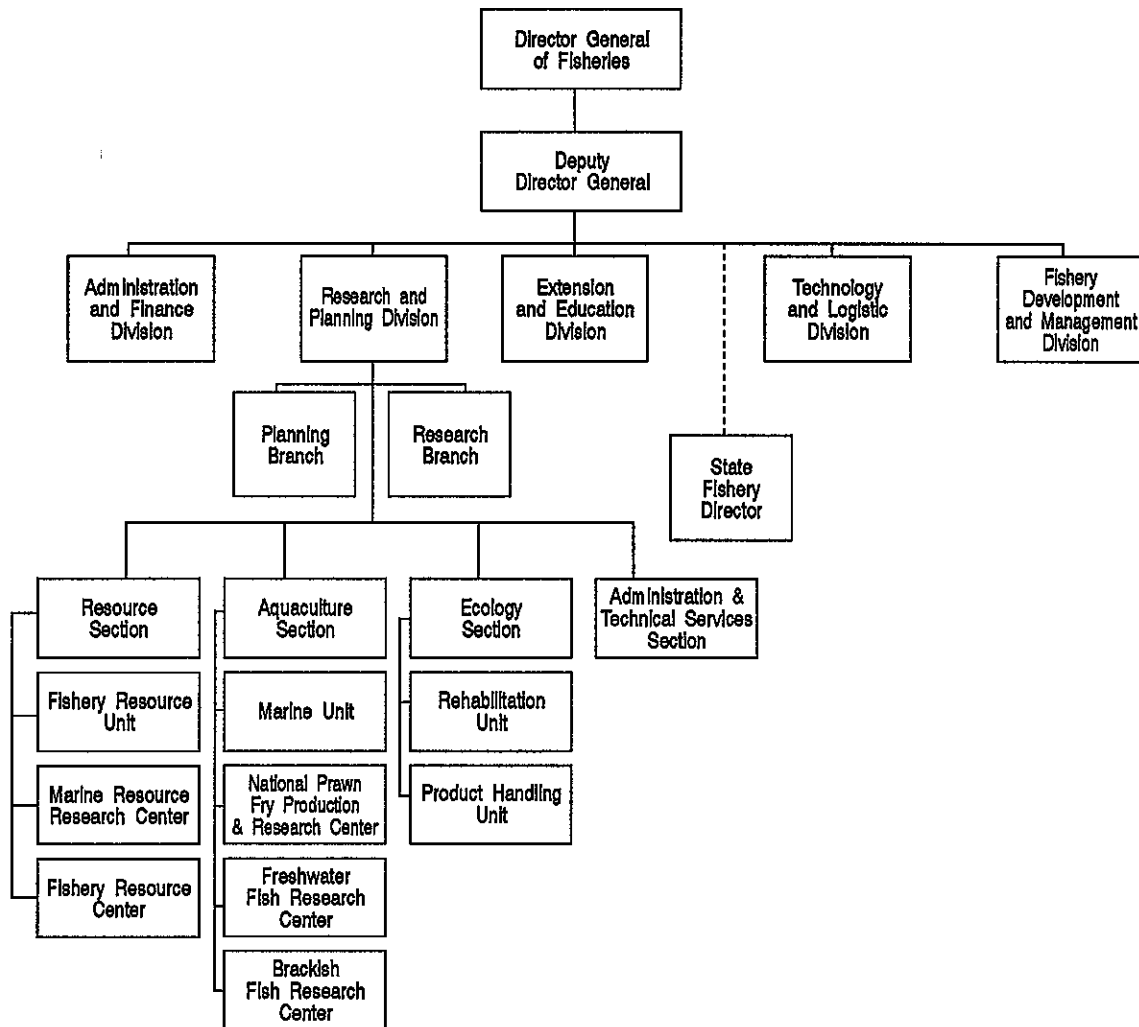 Director General
of Fisheries
Deputy
Director General
Administration
and Finance
Division
Research and
Planning Division
Extension
and Education
Division
Technology
and Logistic
Division
Fishery
Development
and Management
Division
Planning
Branch
Research
Branch
State
Fishery
Director
Resource
Section
Aquaculture
Section
Ecology
Section
Administration &
Technical Services
Section
Fishery Resource
Unit
Marine Unit
Rehabilitation
Unit
Marine Resource
Research Center
National Prawn
Fry Production
& Research Center
Product Handling
Unit
Fishery Resource
Center
Freshwater
Fish Research
Center
Brackish
Fish Research
Center